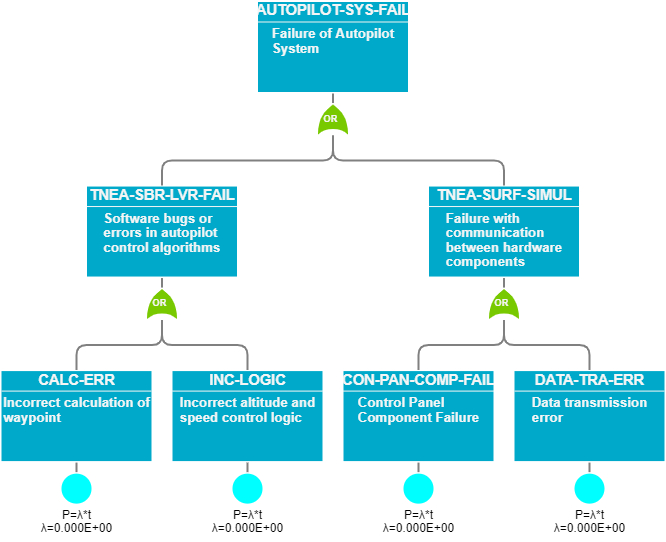 AUTOPILOT-SYS-FAIL
Failure of Autopilot
System
OR
TNEA-SBR-LVR-FAIL
Software bugs or
errors in autopilot
control algorithms
TNEA-SURF-SIMUL
Failure with
communication
between hardware
components
OR
OR
CALC-ERR
Incorrect calculation of
waypoint
INC-LOGIC
Incorrect altitude and
speed control logic
CON-PAN-COMP-FAIL
Control Panel
Component Failure
DATA-TRA-ERR
Data transmission
error
P=λ*t
λ=0.000E+00
P=λ*t
λ=0.000E+00
P=λ*t
λ=0.000E+00
P=λ*t
λ=0.000E+00